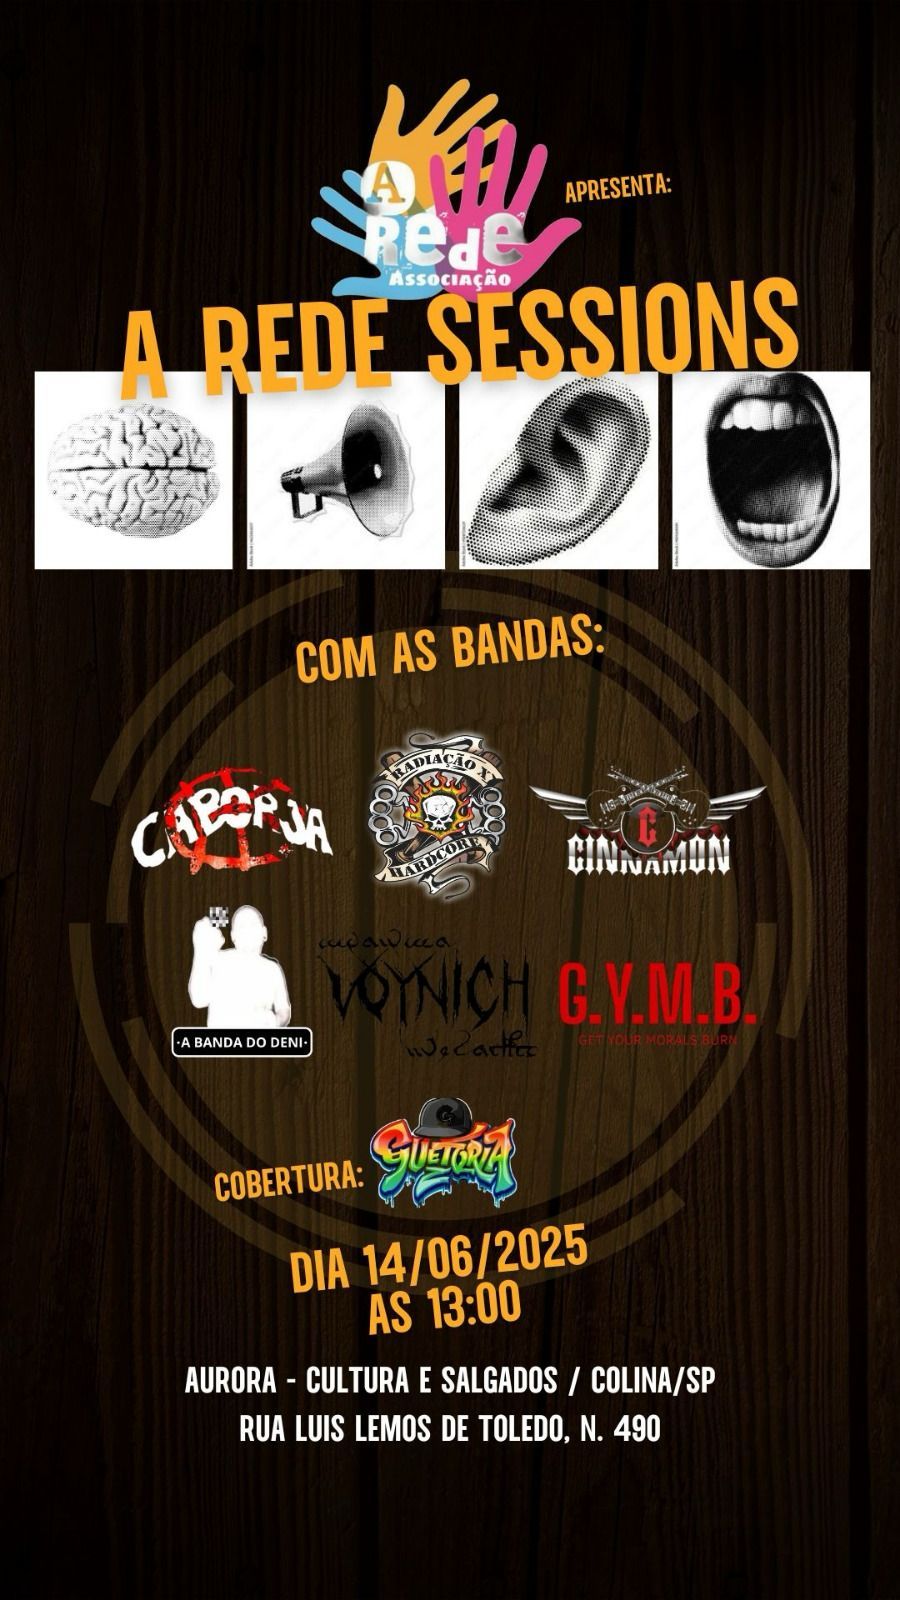 A
Rede
Associação
APRESENTA:
A REDE SESSIONS
COM AS BANDAS:
CABORJA
RADIAÇÃO X
HARDCORE
CINNAMON
·A BANDA DO DENI·
VOYNICH
G.Y.M.B.
GET YOUR MORALS BURN
COBERTURA:
GUETORIA
DIA 14/06/2025
AS 13:00
AURORA - CULTURA E SALGADOS / COLINA/SP
RUA LUIS LEMOS DE TOLEDO, N. 490